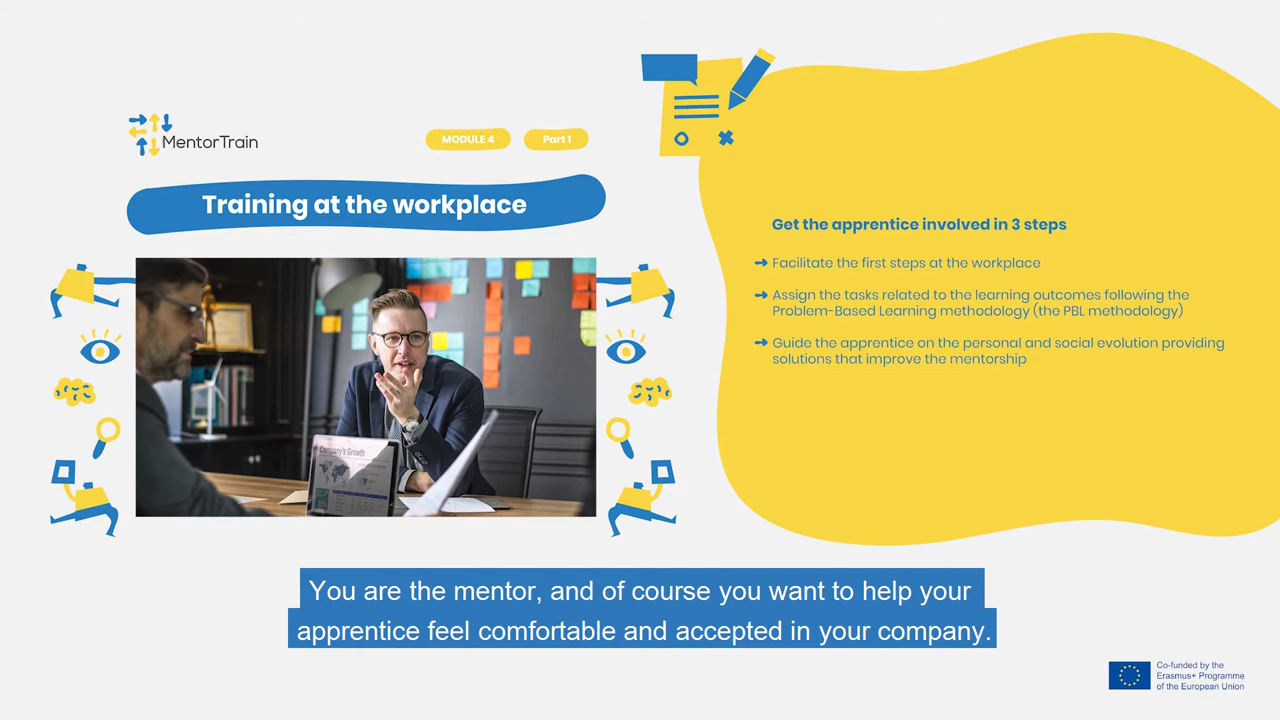 MentorTrain
MODULE 4
Part 1
Training at the workplace
Company's Growth
Get the apprentice involved in 3 steps
Facilitate the first steps at the workplace
Assign the tasks related to the learning outcomes following the
Problem-Based Learning methodology (the PBL methodology)
Guide the apprentice on the personal and social evolution providing
solutions that improve the mentorship
You are the mentor, and of course you want to help your
apprentice feel comfortable and accepted in your company.
Co-funded by the
Erasmus+ Programme
of the European Union